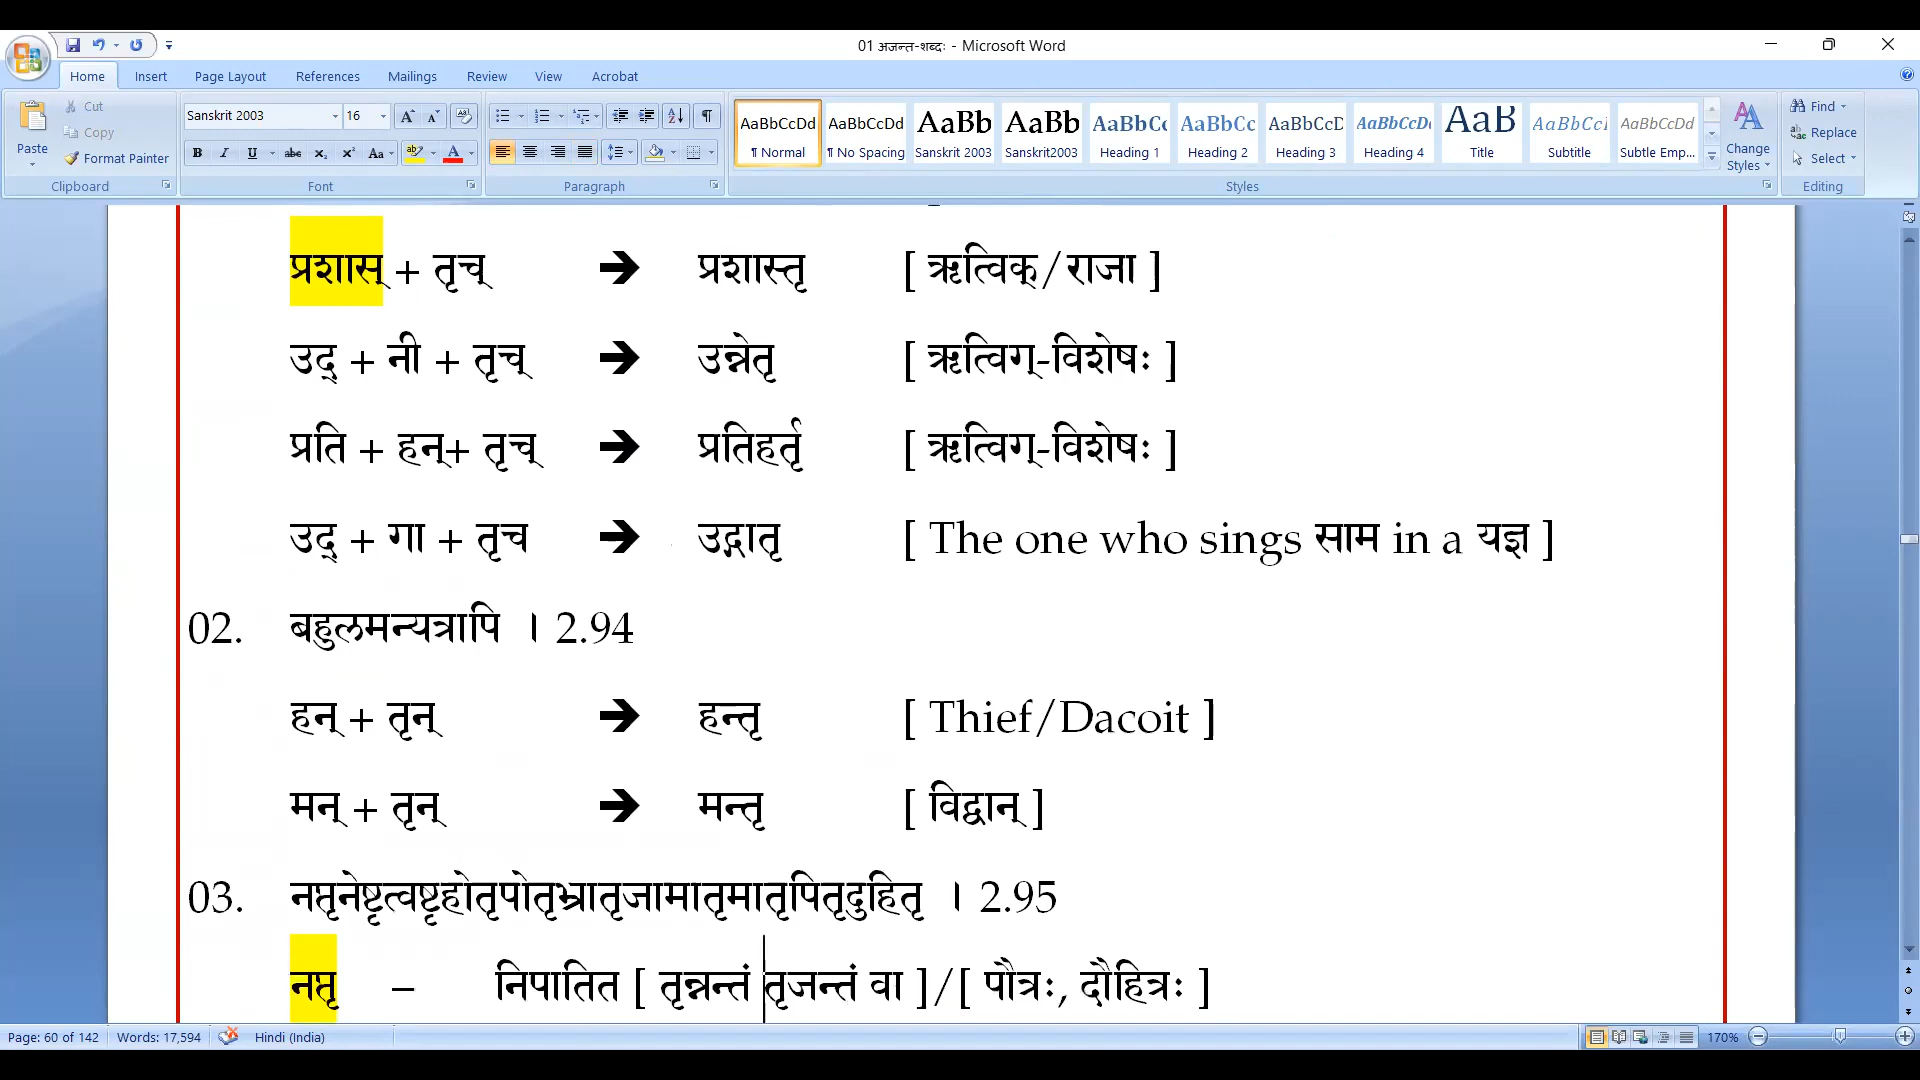 01 अजन्त-शब्दः - Microsoft Word
Home Insert Page Layout References Mailings Review View Acrobat
Paste Cut Copy Format Painter
Sanskrit 2003 16
AaBbCcDd AaBbCcDd AaBb AaBb AaBbCc AaBbCc AaBbCcD AaBbCcDd AaB AaBbCcI AaBbCcDd
¶ Normal ¶ No Spacing Sanskrit 2003 Sanskrit2003 Heading 1 Heading 2 Heading 3 Heading 4 Title Subtitle Subtle Emp...
Change Styles
Find Replace Select
Clipboard Font Paragraph Styles Editing
प्रशास् + तृच् ➔ प्रशास्तृ [ ऋत्विक्/राजा ]
उद् + नी + तृच् ➔ उन्नेतृ [ ऋत्विग्-विशेषः ]
प्रति + हन्+ तृच् ➔ प्रतिहर्तृ [ ऋत्विग्-विशेषः ]
उद् + गा + तृच ➔ उद्गातृ [ The one who sings साम in a यज्ञ ]
02. बहुलमन्यत्रापि । 2.94
हन् + तृन् ➔ हन्तृ [ Thief/Dacoit ]
मन् + तृन् ➔ मन्तृ [ विद्वान् ]
03. नप्तृनेष्टृत्वष्टृहोतृपोतृभ्रातृजामातृमातृपितृदुहितृ । 2.95
नप्तृ – निपातित [ तृन्नन्तं तृजन्तं वा ]/[ पौत्रः, दौहित्रः ]
Page: 60 of 142 Words: 17,594 Hindi (India) 170%